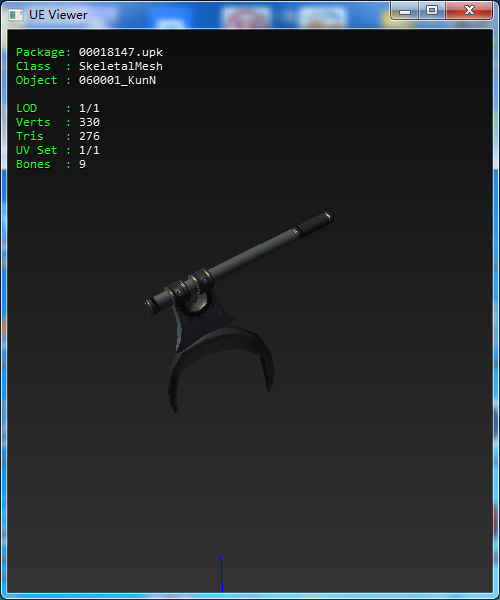 UE Viewer
Package: 00018147.upk
Class : SkeletalMesh
Object : 060001_KunN
LOD : 1/1
Verts : 330
Tris : 276
UV Set : 1/1
Bones : 9